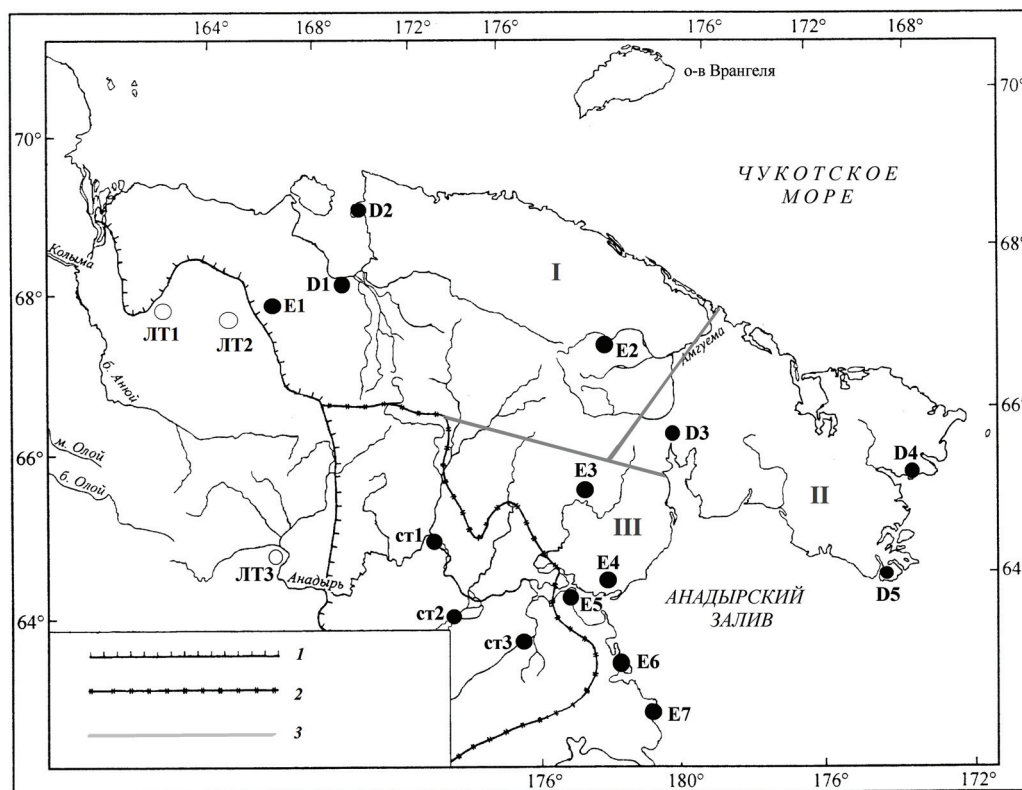 164° 168° 172° 176° 176° 172° 168°
о-в Врангеля
70°
70°
ЧУКОТСКОЕ
МОРЕ
D2
68°
Колыма
I
D1
68°
E1
ЛТ1
ЛТ2
E2
Амгуема
б. Анюй
66°
D3
м. Олой
66°
D4
б. Олой
E3
II
III
ст1
ЛТ3
Анадырь
E4
64°
D5
E5
АНАДЫРСКИЙ
ЗАЛИВ
ст2
64°
ст3
1
E6
2
E7
3
176° 180° 176° 172°